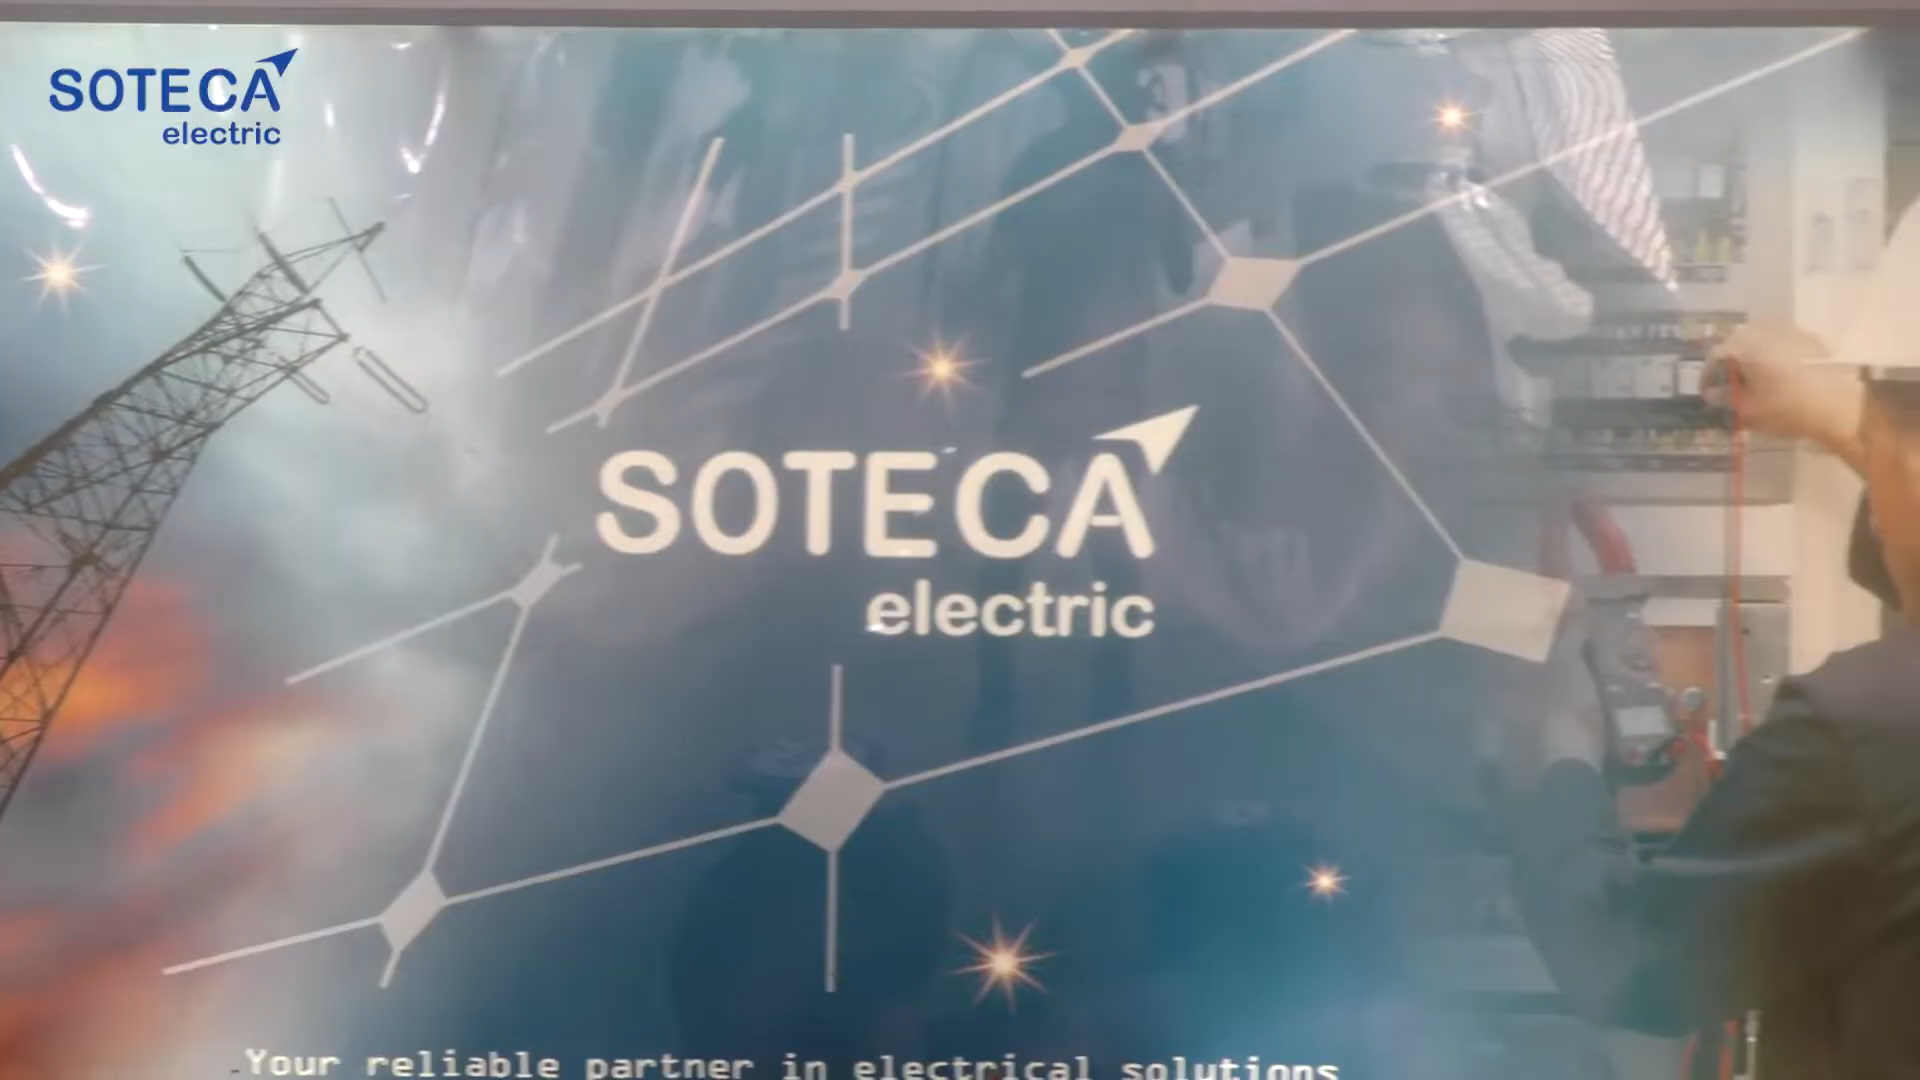 SOTECA
electric
SOTECA
electric
Your reliable partner in electrical solutions